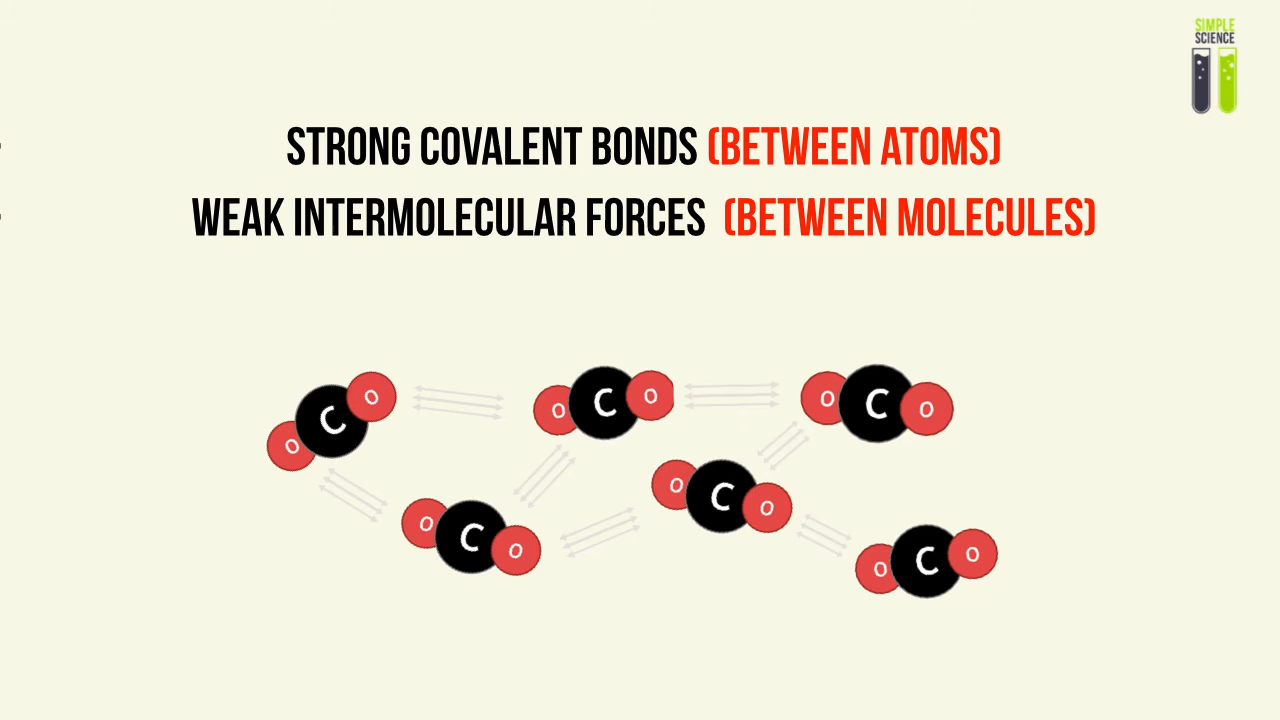 SIMPLE
SCIENCE
STRONG COVALENT BONDS (BETWEEN ATOMS)
WEAK INTERMOLECULAR FORCES (BETWEEN MOLECULES)
O C O
O C O
O C O
O C O
O C O
O C O